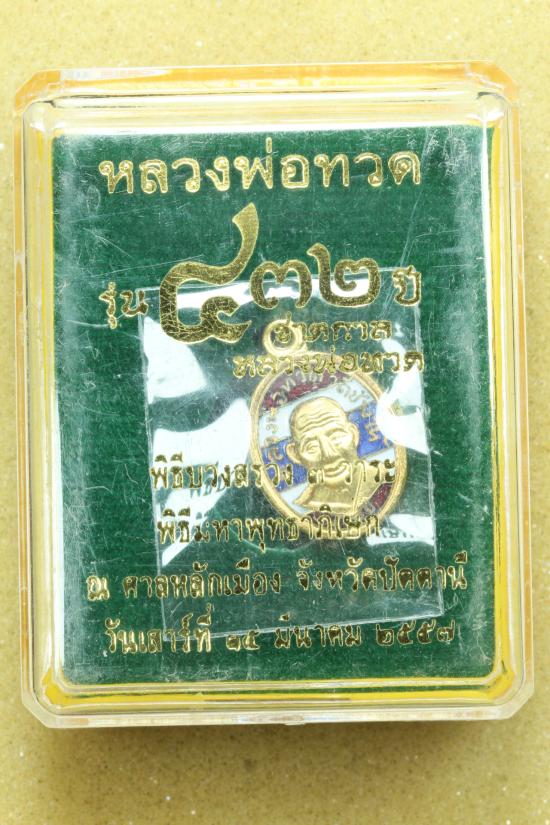 หลวงพ่อทวด
รุ่น ๔๓๒ ปี
ชาตกาล
หลวงพ่อทวด
พิธีบวงสรวง ๓ วาระ
พิธีมหาพุทธาภิเษก
ณ ศาลหลักเมือง จังหวัดปัตตานี
วันเสาร์ที่ ๒๕ มีนาคม ๒๕๕๗